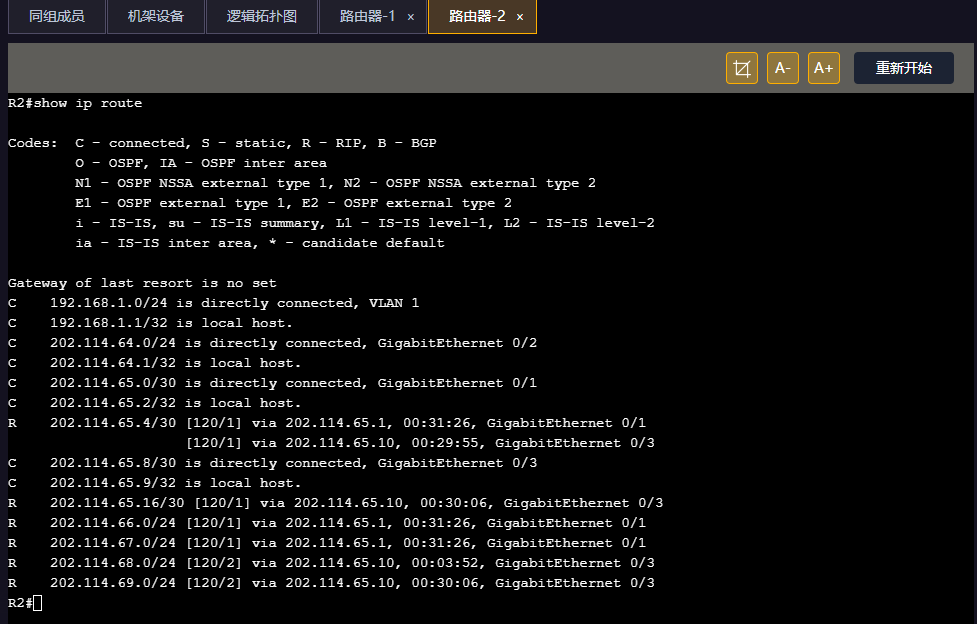 同组成员 机架设备 逻辑拓扑图 路由器-1 × 路由器-2 ×
A- A+ 重新开始
R2#show ip route
Codes:  C - connected, S - static, R - RIP, B - BGP
        O - OSPF, IA - OSPF inter area
        N1 - OSPF NSSA external type 1, N2 - OSPF NSSA external type 2
        E1 - OSPF external type 1, E2 - OSPF external type 2
        i - IS-IS, su - IS-IS summary, L1 - IS-IS level-1, L2 - IS-IS level-2
        ia - IS-IS inter area, * - candidate default
Gateway of last resort is no set
C    192.168.1.0/24 is directly connected, VLAN 1
C    192.168.1.1/32 is local host.
C    202.114.64.0/24 is directly connected, GigabitEthernet 0/2
C    202.114.64.1/32 is local host.
C    202.114.65.0/30 is directly connected, GigabitEthernet 0/1
C    202.114.65.2/32 is local host.
R    202.114.65.4/30 [120/1] via 202.114.65.1, 00:31:26, GigabitEthernet 0/1
                     [120/1] via 202.114.65.10, 00:29:55, GigabitEthernet 0/3
C    202.114.65.8/30 is directly connected, GigabitEthernet 0/3
C    202.114.65.9/32 is local host.
R    202.114.65.16/30 [120/1] via 202.114.65.10, 00:30:06, GigabitEthernet 0/3
R    202.114.66.0/24 [120/1] via 202.114.65.1, 00:31:26, GigabitEthernet 0/1
R    202.114.67.0/24 [120/1] via 202.114.65.1, 00:31:26, GigabitEthernet 0/1
R    202.114.68.0/24 [120/2] via 202.114.65.10, 00:03:52, GigabitEthernet 0/3
R    202.114.69.0/24 [120/2] via 202.114.65.10, 00:30:06, GigabitEthernet 0/3
R2#